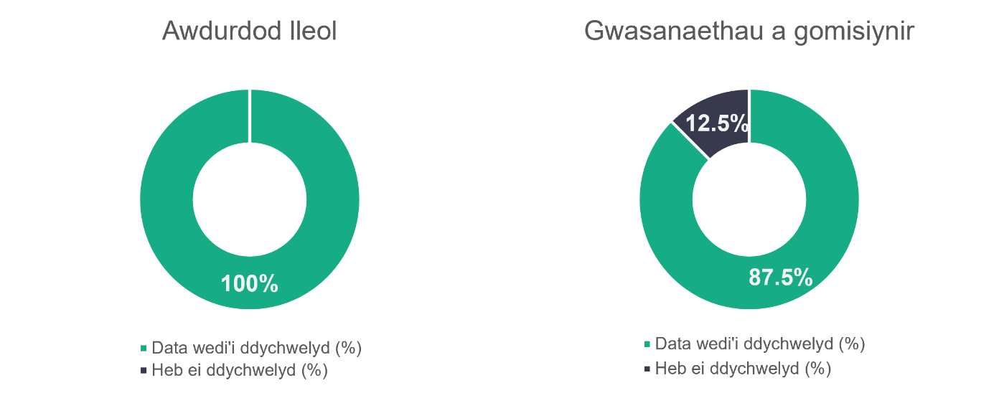 Awdurdod lleol
100%
Data wedi'i ddychwelyd (%)
Heb ei ddychwelyd (%)
Gwasanaethau a gomisiynir
12.5%
87.5%
Data wedi'i ddychwelyd (%)
Heb ei ddychwelyd (%)